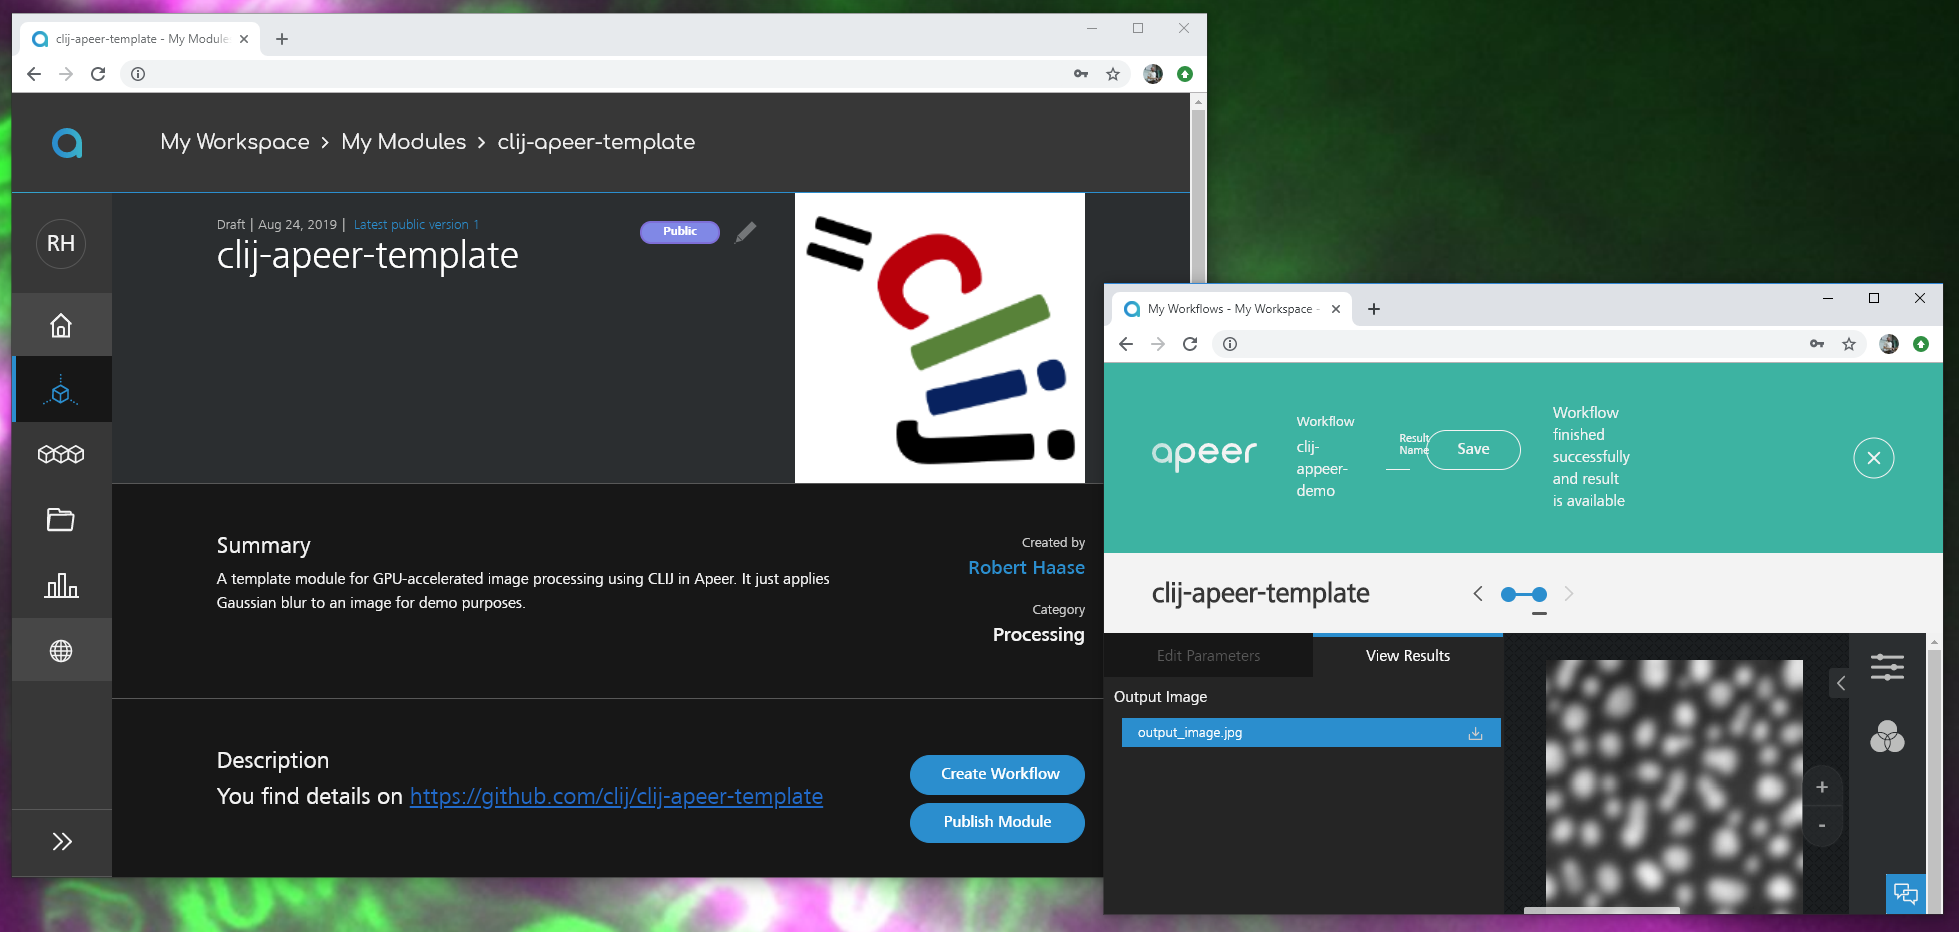 clij-apeer-template - My Module
My Workspace > My Modules > clij-apeer-template
RH
Draft | Aug 24, 2019 | Latest public version 1
Public
clij-apeer-template
=clij
Summary
A template module for GPU-accelerated image processing using CLIJ in Apeer. It just applies
Gaussian blur to an image for demo purposes.
Created by
Robert Haase
Category
Processing
Description
You find details on https://github.com/clij/clij-apeer-template
Create Workflow
Publish Module
My Workflows - My Workspace -
apeer
Workflow
clij-
appeer-
demo
Result
Name
Save
Workflow
finished
successfully
and result
is available
clij-apeer-template
Edit Parameters
View Results
Output Image
output_image.jpg
+
-